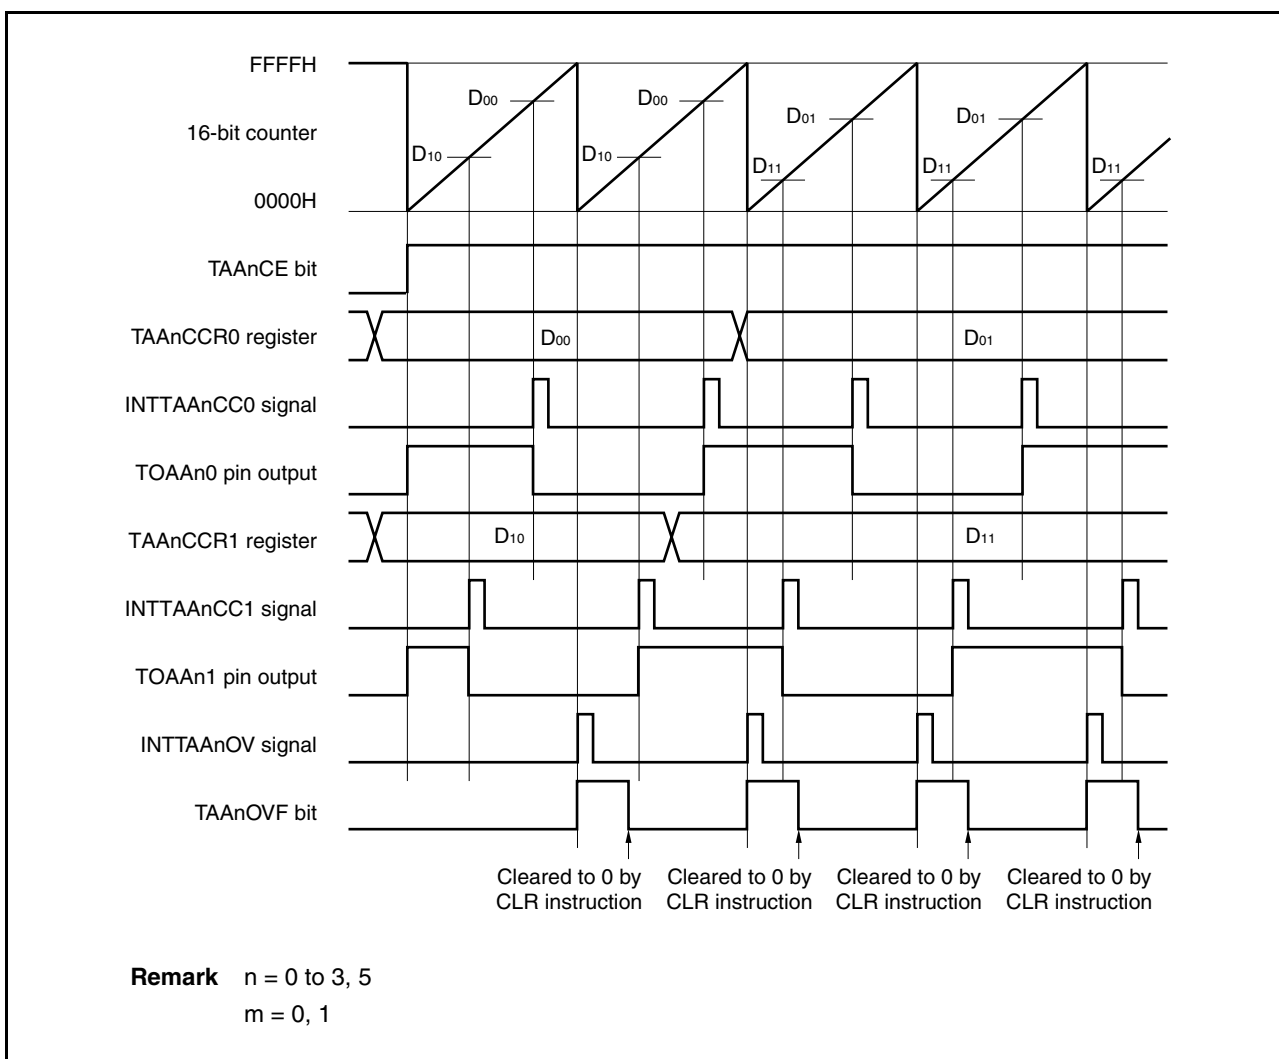 FFFFH
D00 D00
D01 D01
16-bit counter
D10 D10
D11 D11 D11
0000H
TAAnCE bit
TAAnCCR0 register
D00 D01
INTTAAnCC0 signal
TOAAn0 pin output
TAAnCCR1 register
D10 D11
INTTAAnCC1 signal
TOAAn1 pin output
INTTAAnOV signal
TAAnOVF bit
Cleared to 0 by
CLR instruction
Cleared to 0 by
CLR instruction
Cleared to 0 by
CLR instruction
Cleared to 0 by
CLR instruction
Remark n = 0 to 3, 5
m = 0, 1